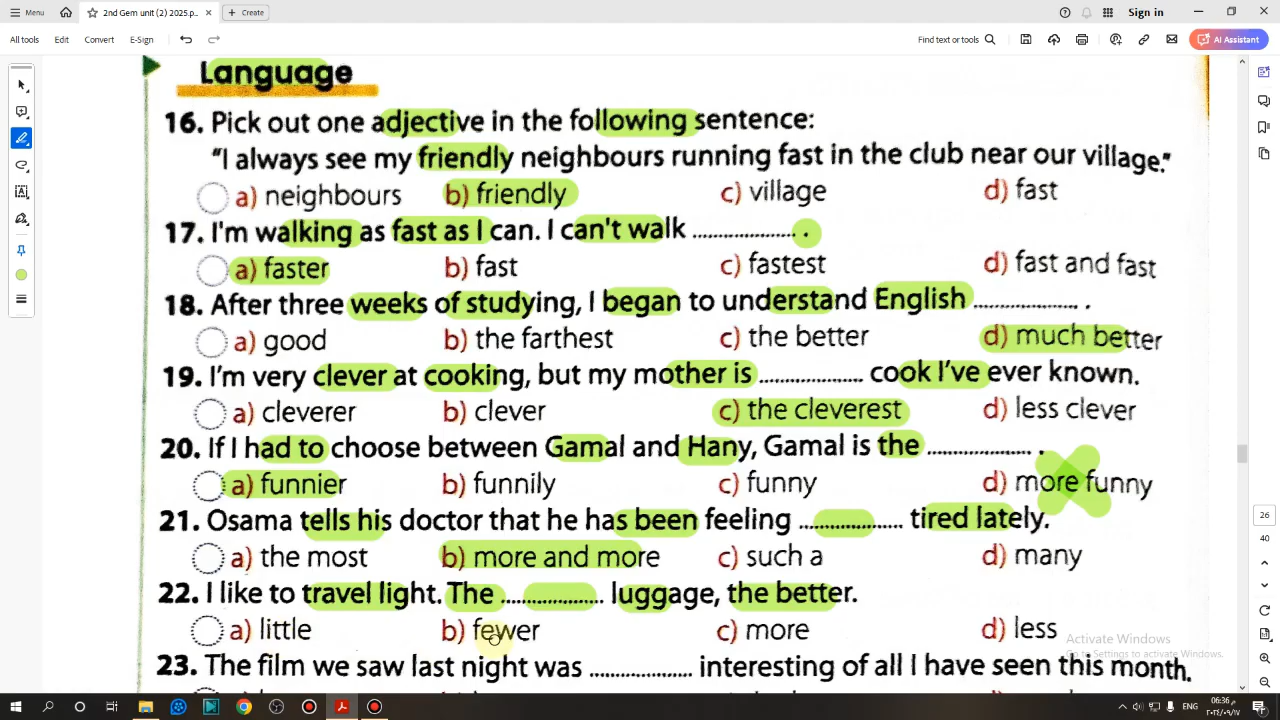 Menu
2nd Gem unit (2) 2025.p...
Create
Sign in
All tools
Edit
Convert
E-Sign
Find text or tools
AI Assistant
Language
16. Pick out one adjective in the following sentence:
"I always see my friendly neighbours running fast in the club near our village."
a) neighbours b) friendly c) village d) fast
17. I'm walking as fast as I can. I can't walk .................... .
a) faster b) fast c) fastest d) fast and fast
18. After three weeks of studying, I began to understand English .................... .
a) good b) the farthest c) the better d) much better
19. I'm very clever at cooking, but my mother is .................... cook I've ever known.
a) cleverer b) clever c) the cleverest d) less clever
20. If I had to choose between Gamal and Hany, Gamal is the .................... .
a) funnier b) funnily c) funny d) more funny
21. Osama tells his doctor that he has been feeling .................... tired lately.
a) the most b) more and more c) such a d) many
22. I like to travel light. The .................... luggage, the better.
a) little b) fewer c) more d) less
23. The film we saw last night was .................... interesting of all I have seen this month.
26
40
Activate Windows
Go to Settings to activate Windows.
ENG
06:36 م